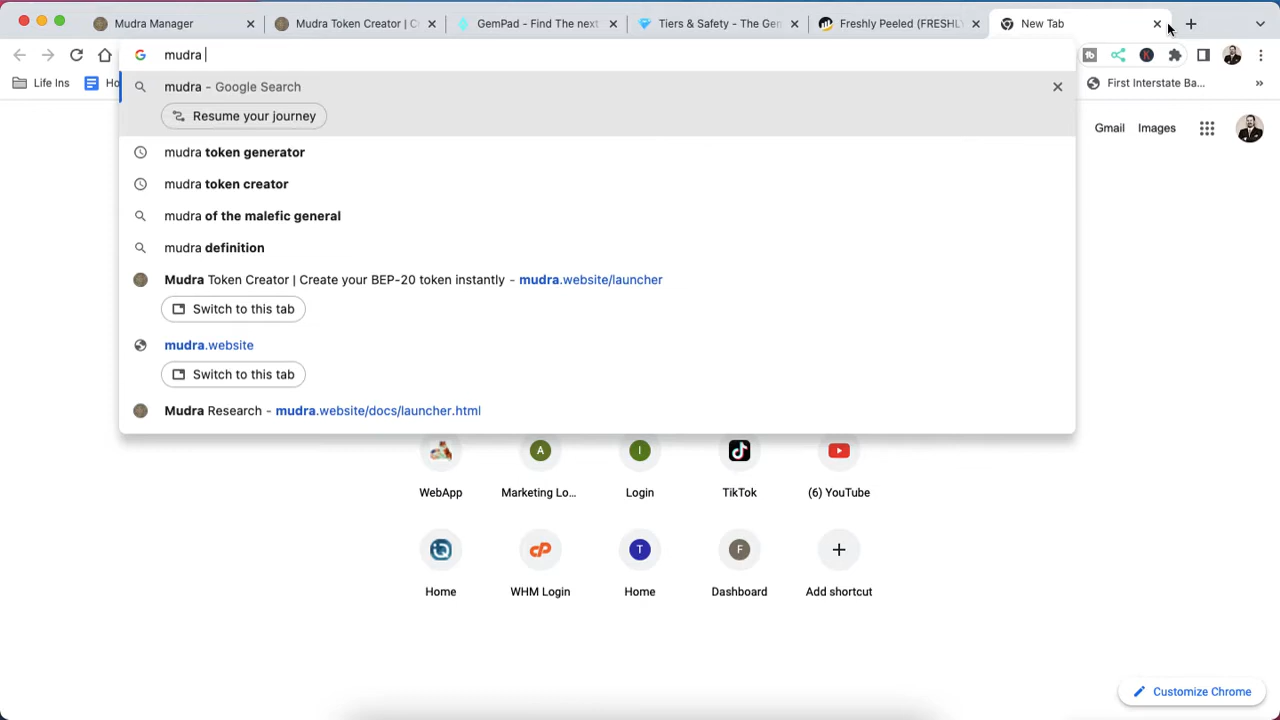 Mudra Manager
Mudra Token Creator | C
GemPad - Find The next
Tiers & Safety - The Gen
Freshly Peeled (FRESHLY
New Tab
mudra
Life Ins
Ho
First Interstate Ba...
»
mudra - Google Search
Resume your journey
mudra token generator
mudra token creator
mudra of the malefic general
mudra definition
Mudra Token Creator | Create your BEP-20 token instantly - mudra.website/launcher
Switch to this tab
mudra.website
Switch to this tab
Mudra Research - mudra.website/docs/launcher.html
Gmail Images
WebApp
A
Marketing Lo...
I
Login
TikTok
(6) YouTube
Home
cP
WHM Login
T
Home
F
Dashboard
Add shortcut
Customize Chrome